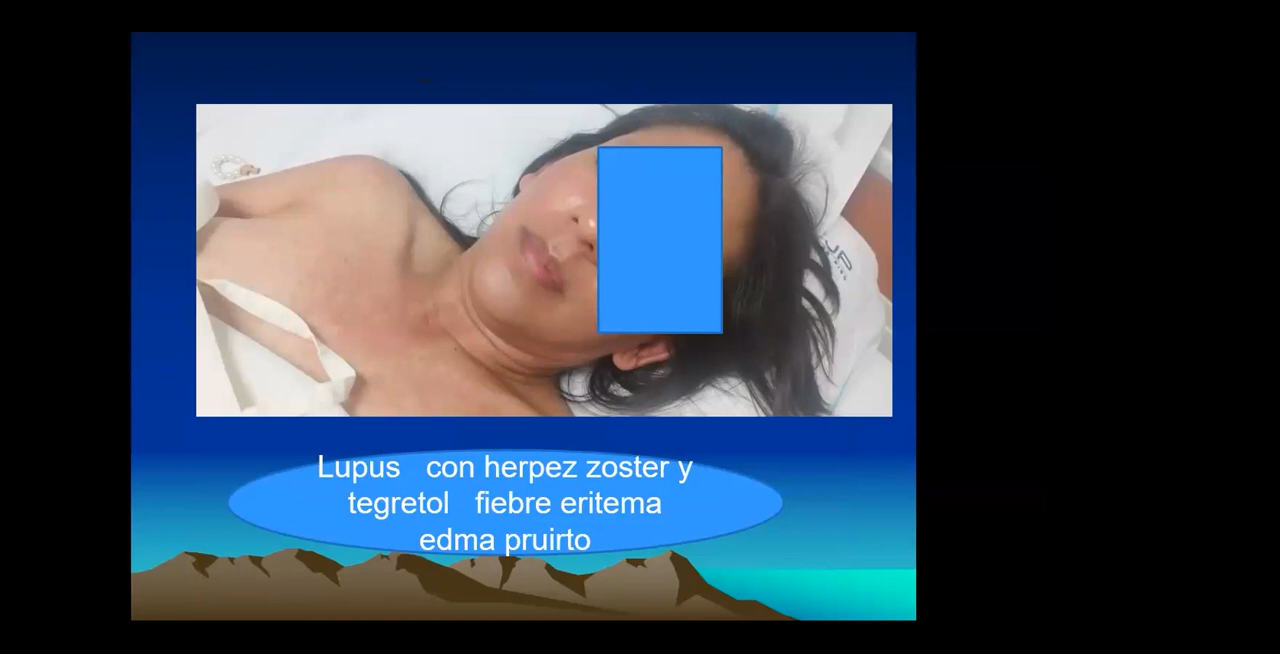 Lupus con herpez zoster y
tegretol fiebre eritema
edma pruirto